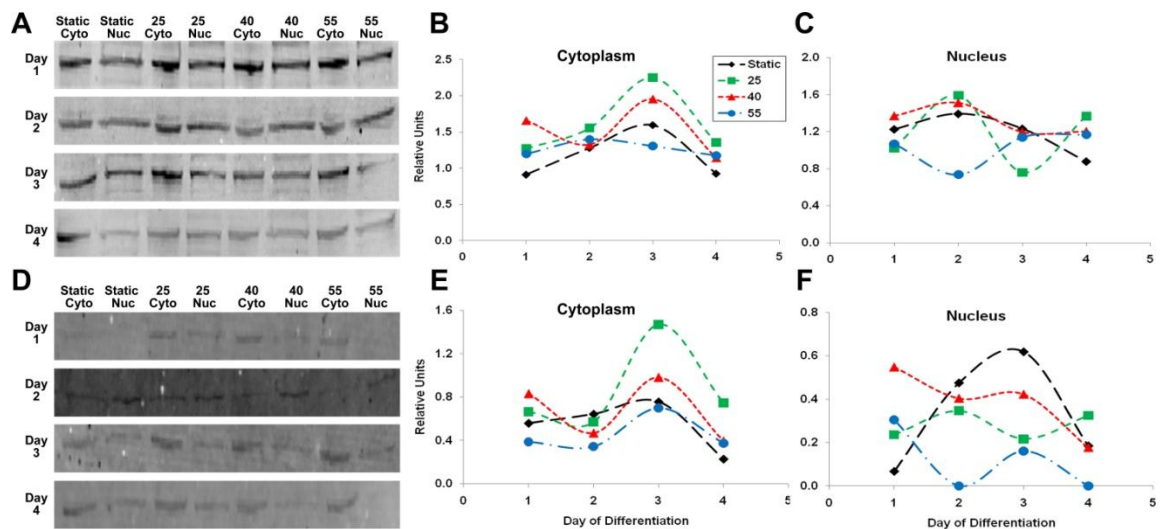 A
Static Static 25 25 40 40 55 55
Cyto Nuc Cyto Nuc Cyto Nuc Cyto Nuc
Day
1
Day
2
Day
3
Day
4
B
Cytoplasm
Static
25
40
55
Relative Units
2.5
2.0
1.5
1.0
0.5
0.0
0 1 2 3 4 5
C
Nucleus
2.0
1.6
1.2
0.8
0.4
0.0
0 1 2 3 4 5
D
Static Static 25 25 40 40 55 55
Cyto Nuc Cyto Nuc Cyto Nuc Cyto Nuc
Day
1
Day
2
Day
3
Day
4
E
Cytoplasm
Relative Units
1.6
1.2
0.8
0.4
0.0
0 1 2 3 4 5
Day of Differentiation
F
Nucleus
0.8
0.6
0.4
0.2
0.0
0 1 2 3 4 5
Day of Differentiation